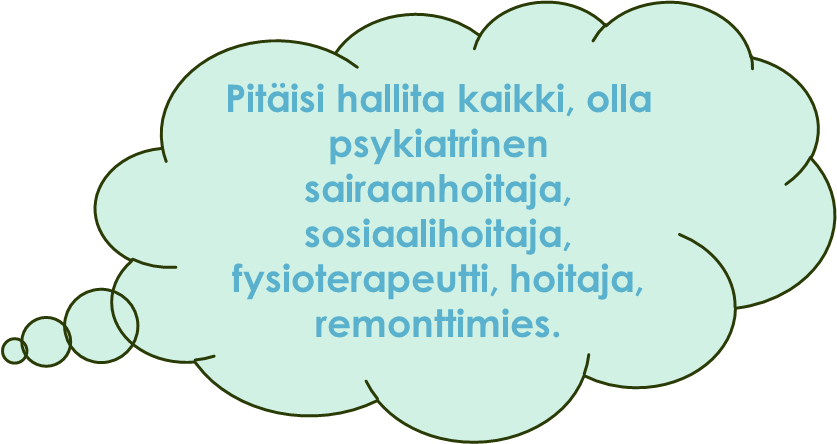 Pitäisi hallita kaikki, olla
psykiatrinen
sairaanhoitaja,
sosiaalihoitaja,
fysioterapeutti, hoitaja,
remonttimies.